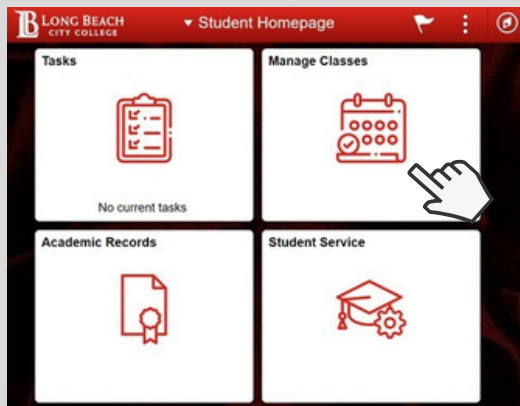 LONG BEACH
CITY COLLEGE
Student Homepage
Tasks
No current tasks
Manage Classes
Academic Records
Student Service